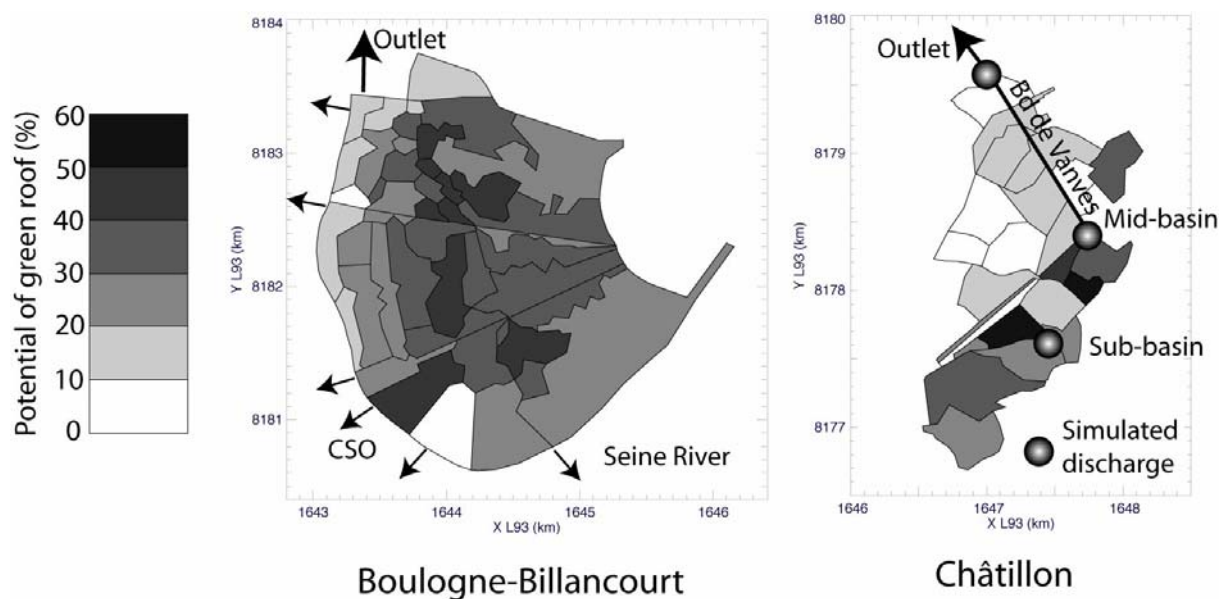 Potential of green roof (%)
60
50
40
30
20
10
0
8184
8183
8182
8181
Y L93 (km)
Outlet
CSO
Seine River
1643
1644
1645
1646
X L93 (km)
Boulogne-Billancourt
8180
8179
8178
8177
Y L93 (km)
Outlet
Bd de Vanves
Mid-basin
Sub-basin
Simulated
discharge
1646
1647
1648
X L93 (km)
Châtillon